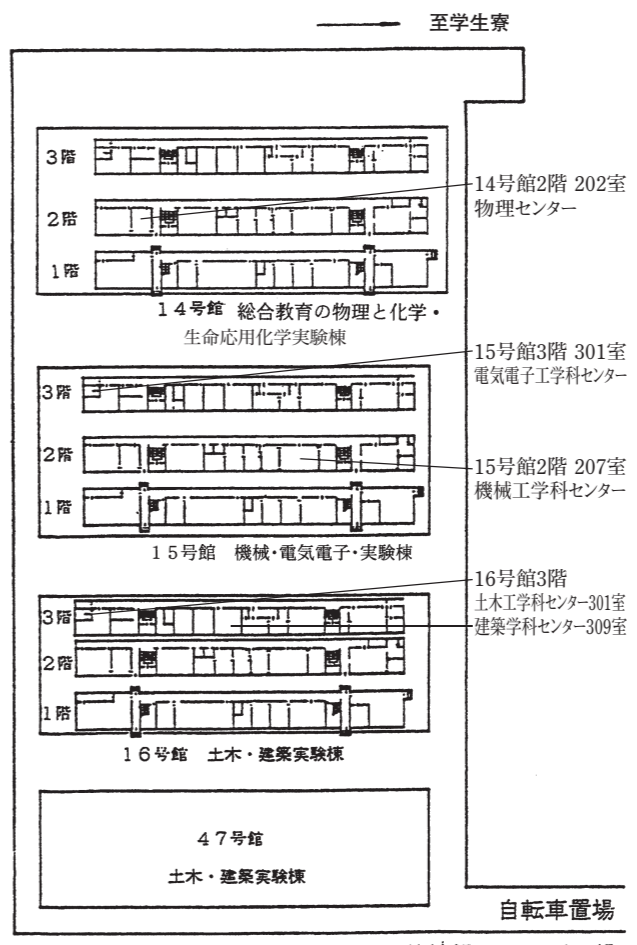 至学生寮
3階
14号館2階 202室
物理センター
2階
1階
14号館 総合教育の物理と化学・
生命応用化学実験棟
15号館3階 301室
電気電子工学科センター
3階
2階
15号館2階 207室
機械工学科センター
1階
15号館 機械・電気電子・実験棟
16号館3階
土木工学科センター301室
建築学科センター309室
3階
2階
1階
16号館 土木・建築実験棟
47号館
土木・建築実験棟
自転車置場